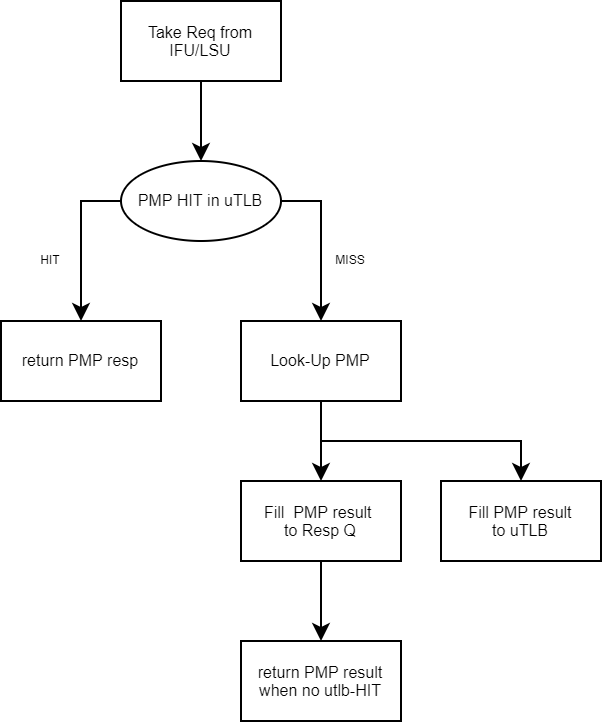 Take Req from
IFU/LSU
PMP HIT in uTLB
HIT
MISS
return PMP resp
Look-Up PMP
Fill  PMP result
to Resp Q
Fill PMP result
to uTLB
return PMP result
when no utlb-HIT